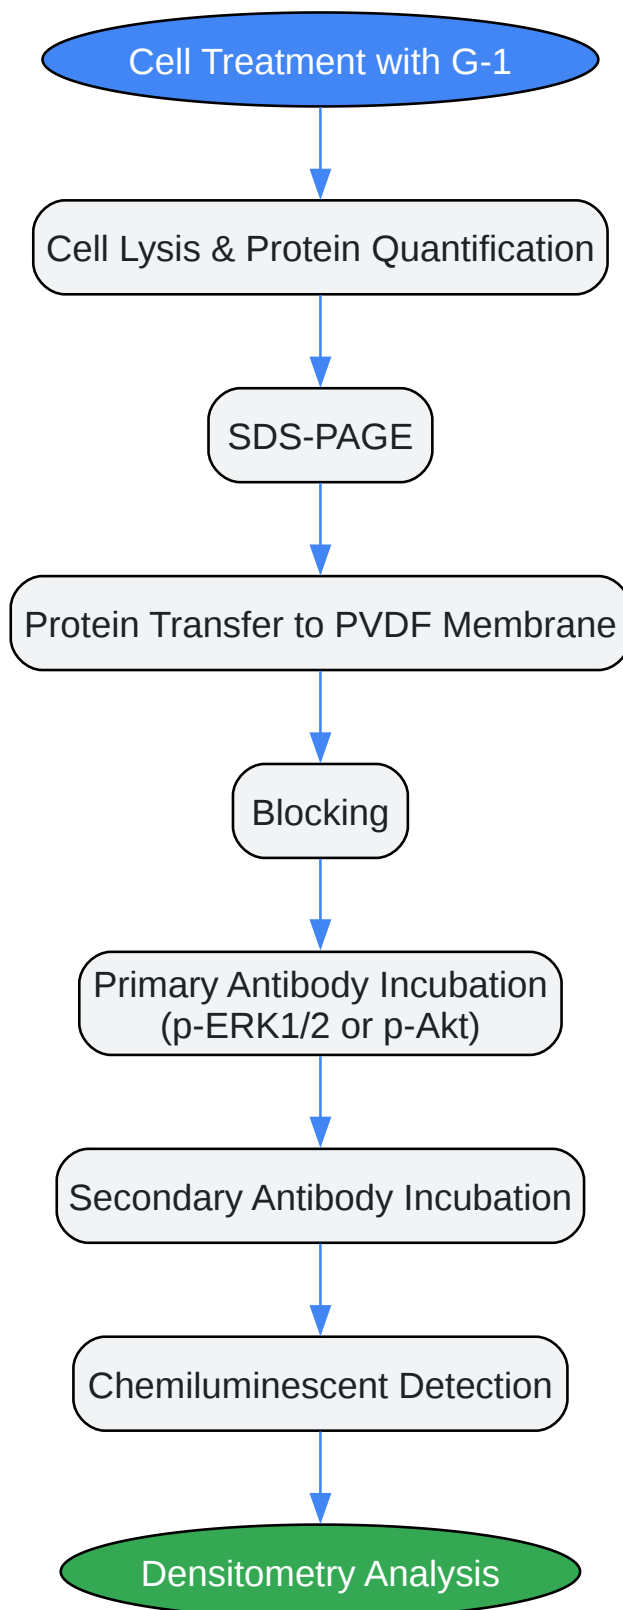 Cell Treatment with G-1
Cell Lysis & Protein Quantification
SDS-PAGE
Protein Transfer to PVDF Membrane
Blocking
Primary Antibody Incubation
(p-ERK1/2 or p-Akt)
Secondary Antibody Incubation
Chemiluminescent Detection
Densitometry Analysis